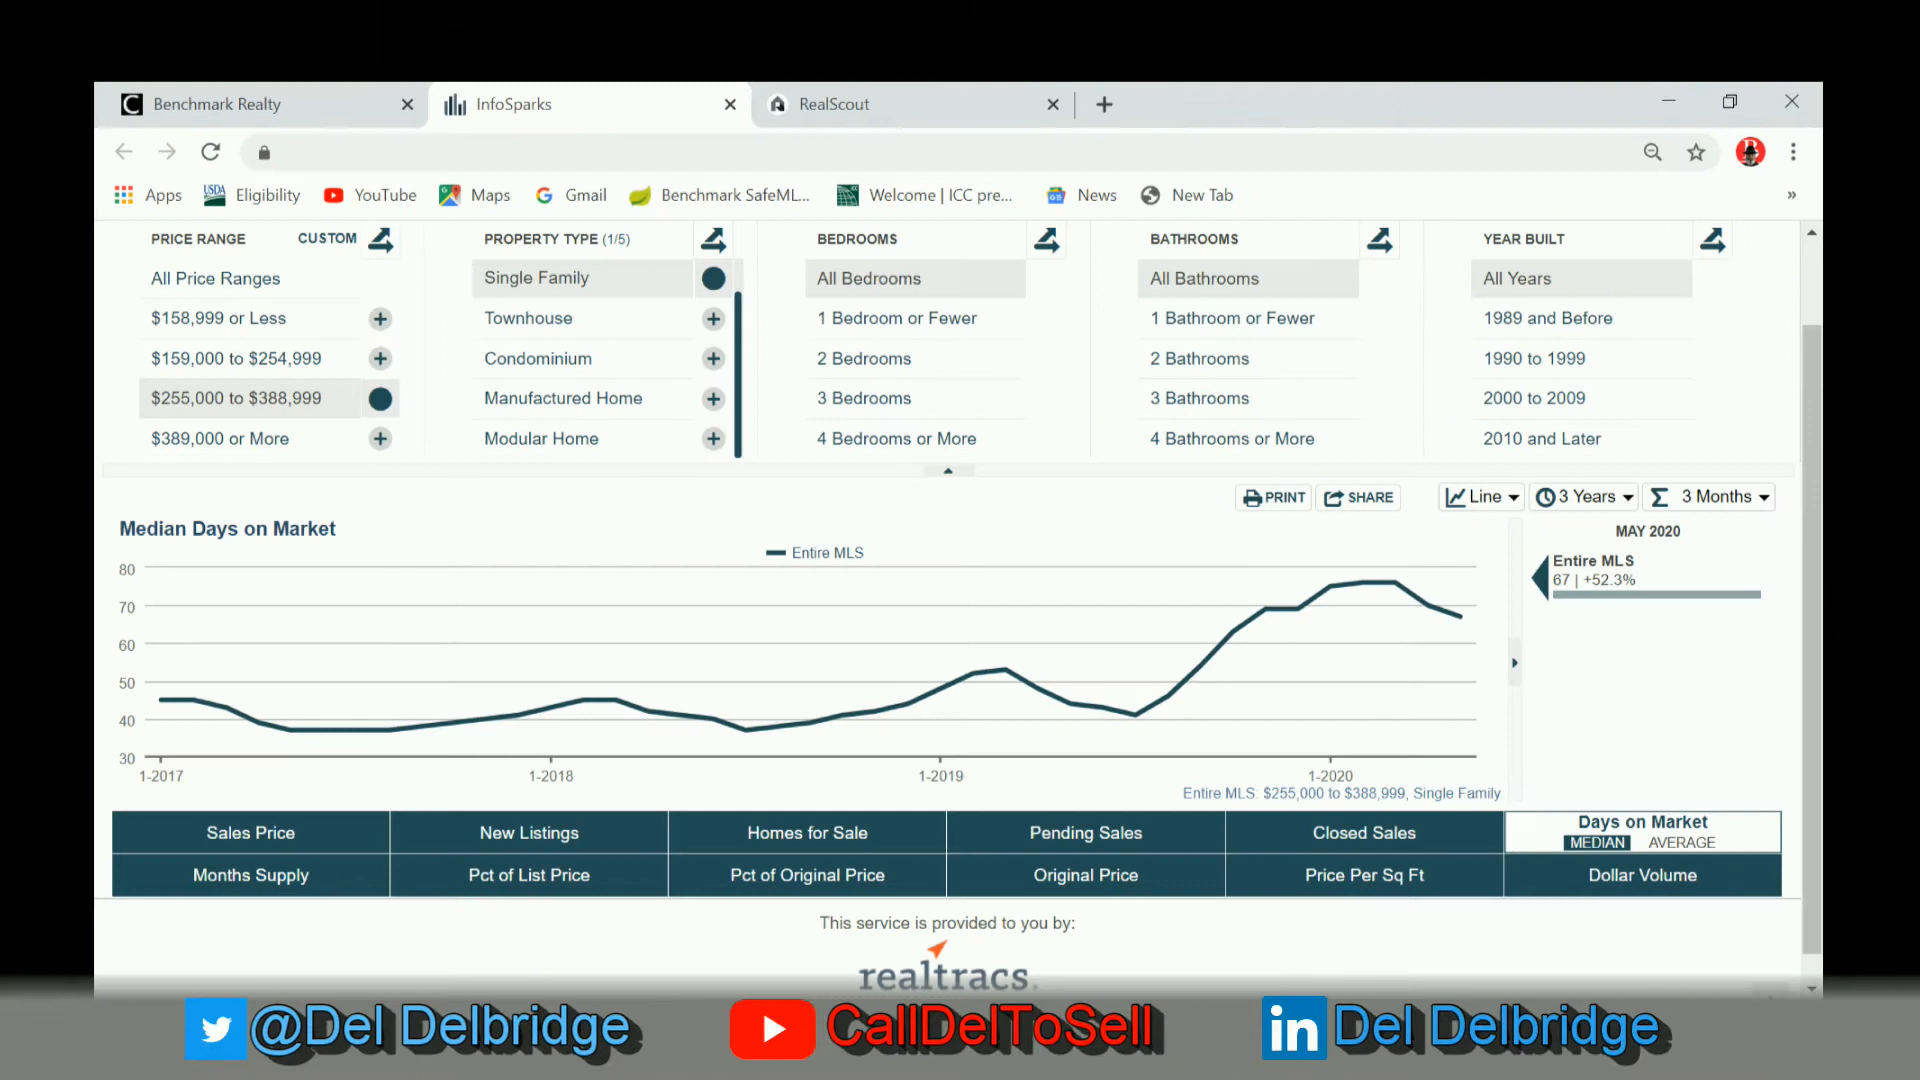 Benchmark Realty
InfoSparks
RealScout
Apps
USDA Eligibility
YouTube
Maps
G Gmail
Benchmark SafeML...
Welcome | ICC pre...
News
New Tab
PRICE RANGE CUSTOM
All Price Ranges
$158,999 or Less
$159,000 to $254,999
$255,000 to $388,999
$389,000 or More
PROPERTY TYPE (1/5)
Single Family
Townhouse
Condominium
Manufactured Home
Modular Home
BEDROOMS
All Bedrooms
1 Bedroom or Fewer
2 Bedrooms
3 Bedrooms
4 Bedrooms or More
BATHROOMS
All Bathrooms
1 Bathroom or Fewer
2 Bathrooms
3 Bathrooms
4 Bathrooms or More
YEAR BUILT
All Years
1989 and Before
1990 to 1999
2000 to 2009
2010 and Later
PRINT SHARE Line 3 Years Σ 3 Months
Median Days on Market
Entire MLS
MAY 2020
Entire MLS
67 | +52.3%
80
70
60
50
40
30
1-2017 1-2018 1-2019 1-2020
Entire MLS: $255,000 to $388,999, Single Family
Sales Price New Listings Homes for Sale Pending Sales Closed Sales Days on Market
MEDIAN AVERAGE
Months Supply Pct of List Price Pct of Original Price Original Price Price Per Sq Ft Dollar Volume
This service is provided to you by:
realtracs.
@Del Delbridge CallDelToSell in Del Delbridge